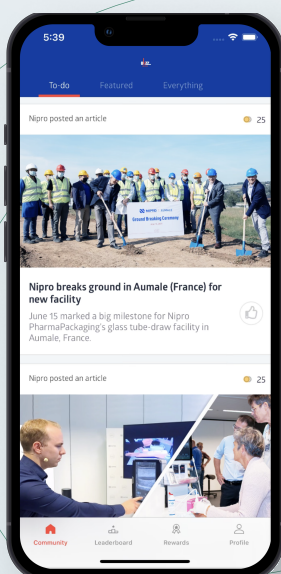 5:39
To-do
Featured
Everything
Nipro posted an article
25
Ground Breaking Ceremony
Nipro breaks ground in Aumale (France) for
new facility
June 15 marked a big milestone for Nipro
PharmaPackaging's glass tube-draw facility in
Aumale, France.
Nipro posted an article
25
Community
Leaderboard
Rewards
Profile